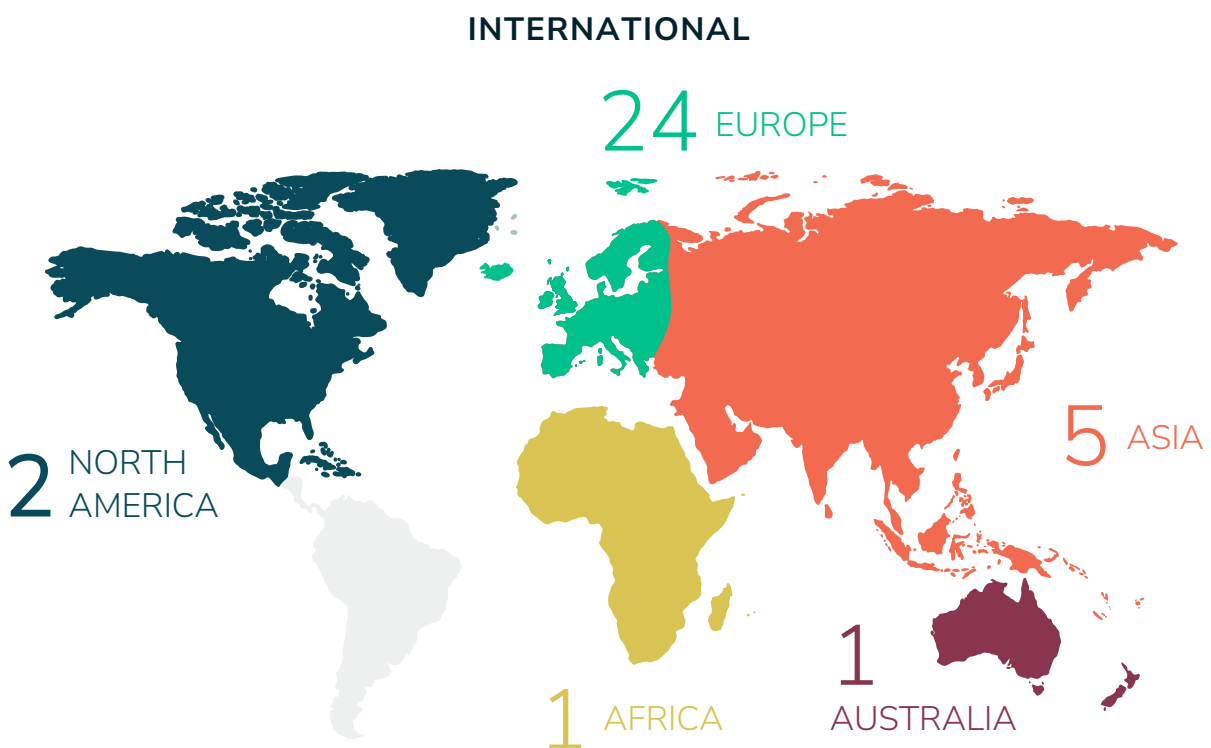 INTERNATIONAL
24 EUROPE
5 ASIA
2 NORTH
AMERICA
1
AUSTRALIA
1 AFRICA